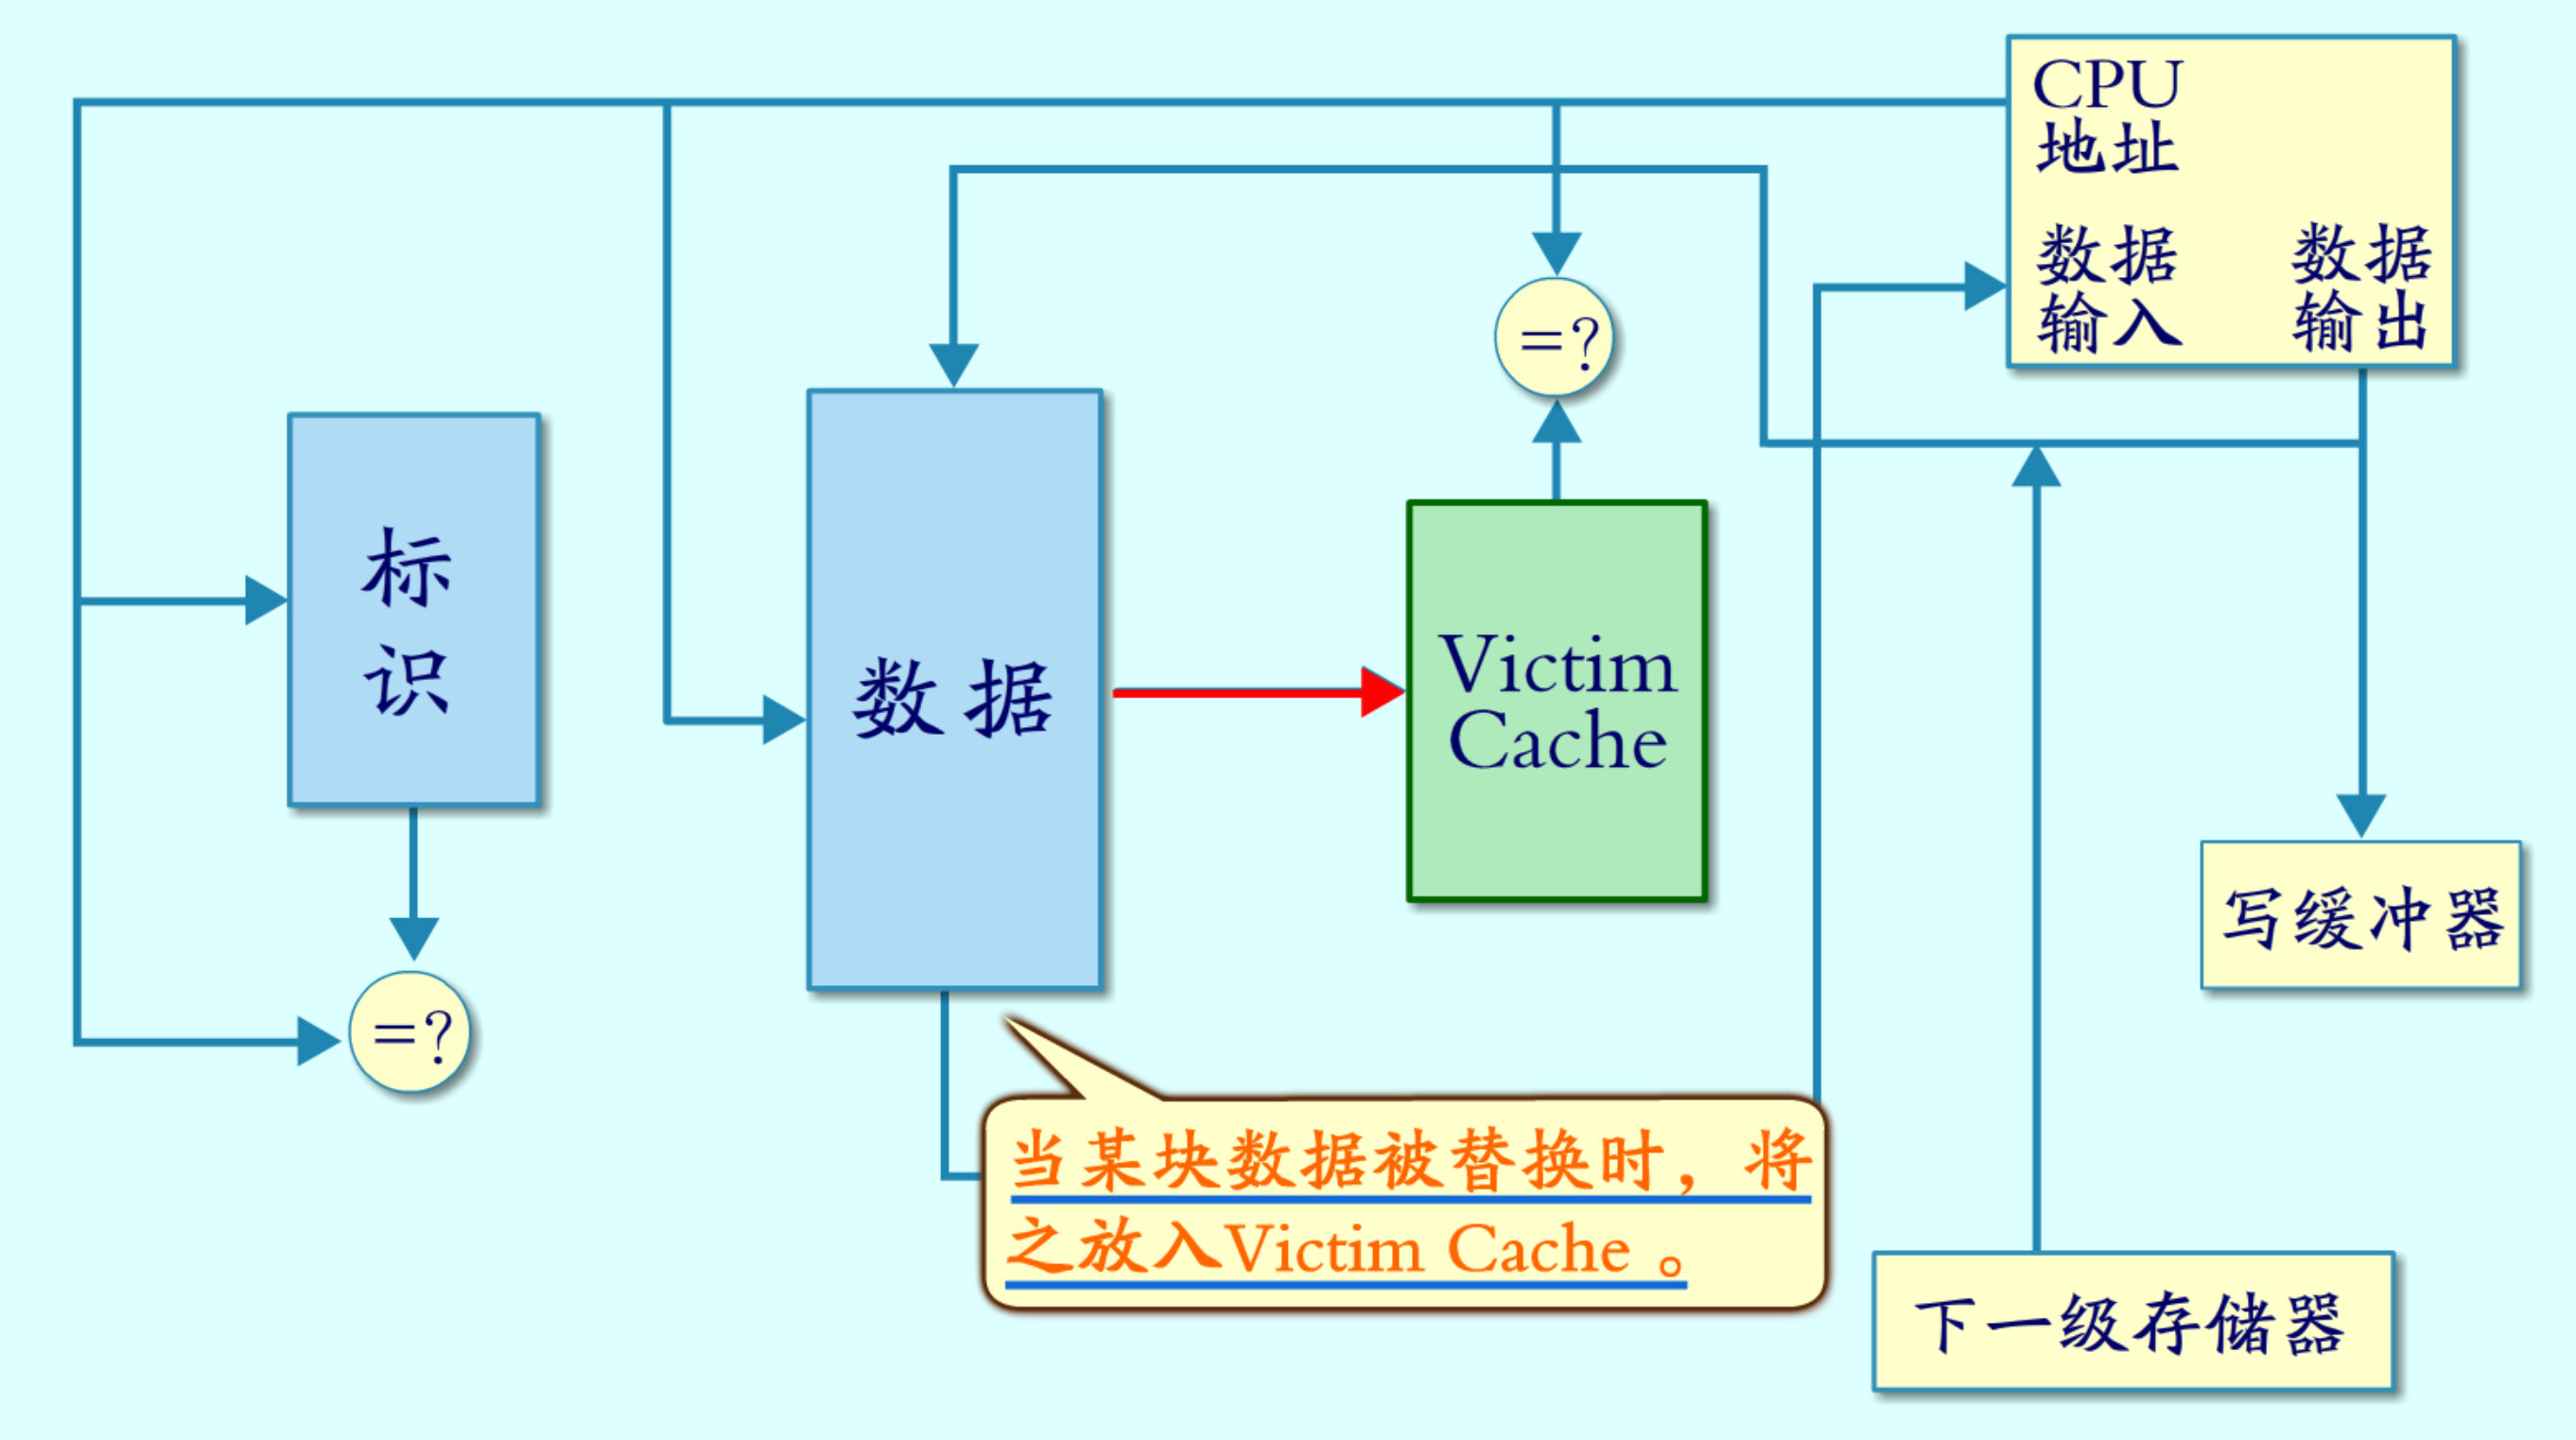 CPU
地址
数据 数据
输入 输出
=?
标
识
数据
Victim
Cache
写缓冲器
=?
当某块数据被替换时，将
之放入Victim Cache 。
下一级存储器